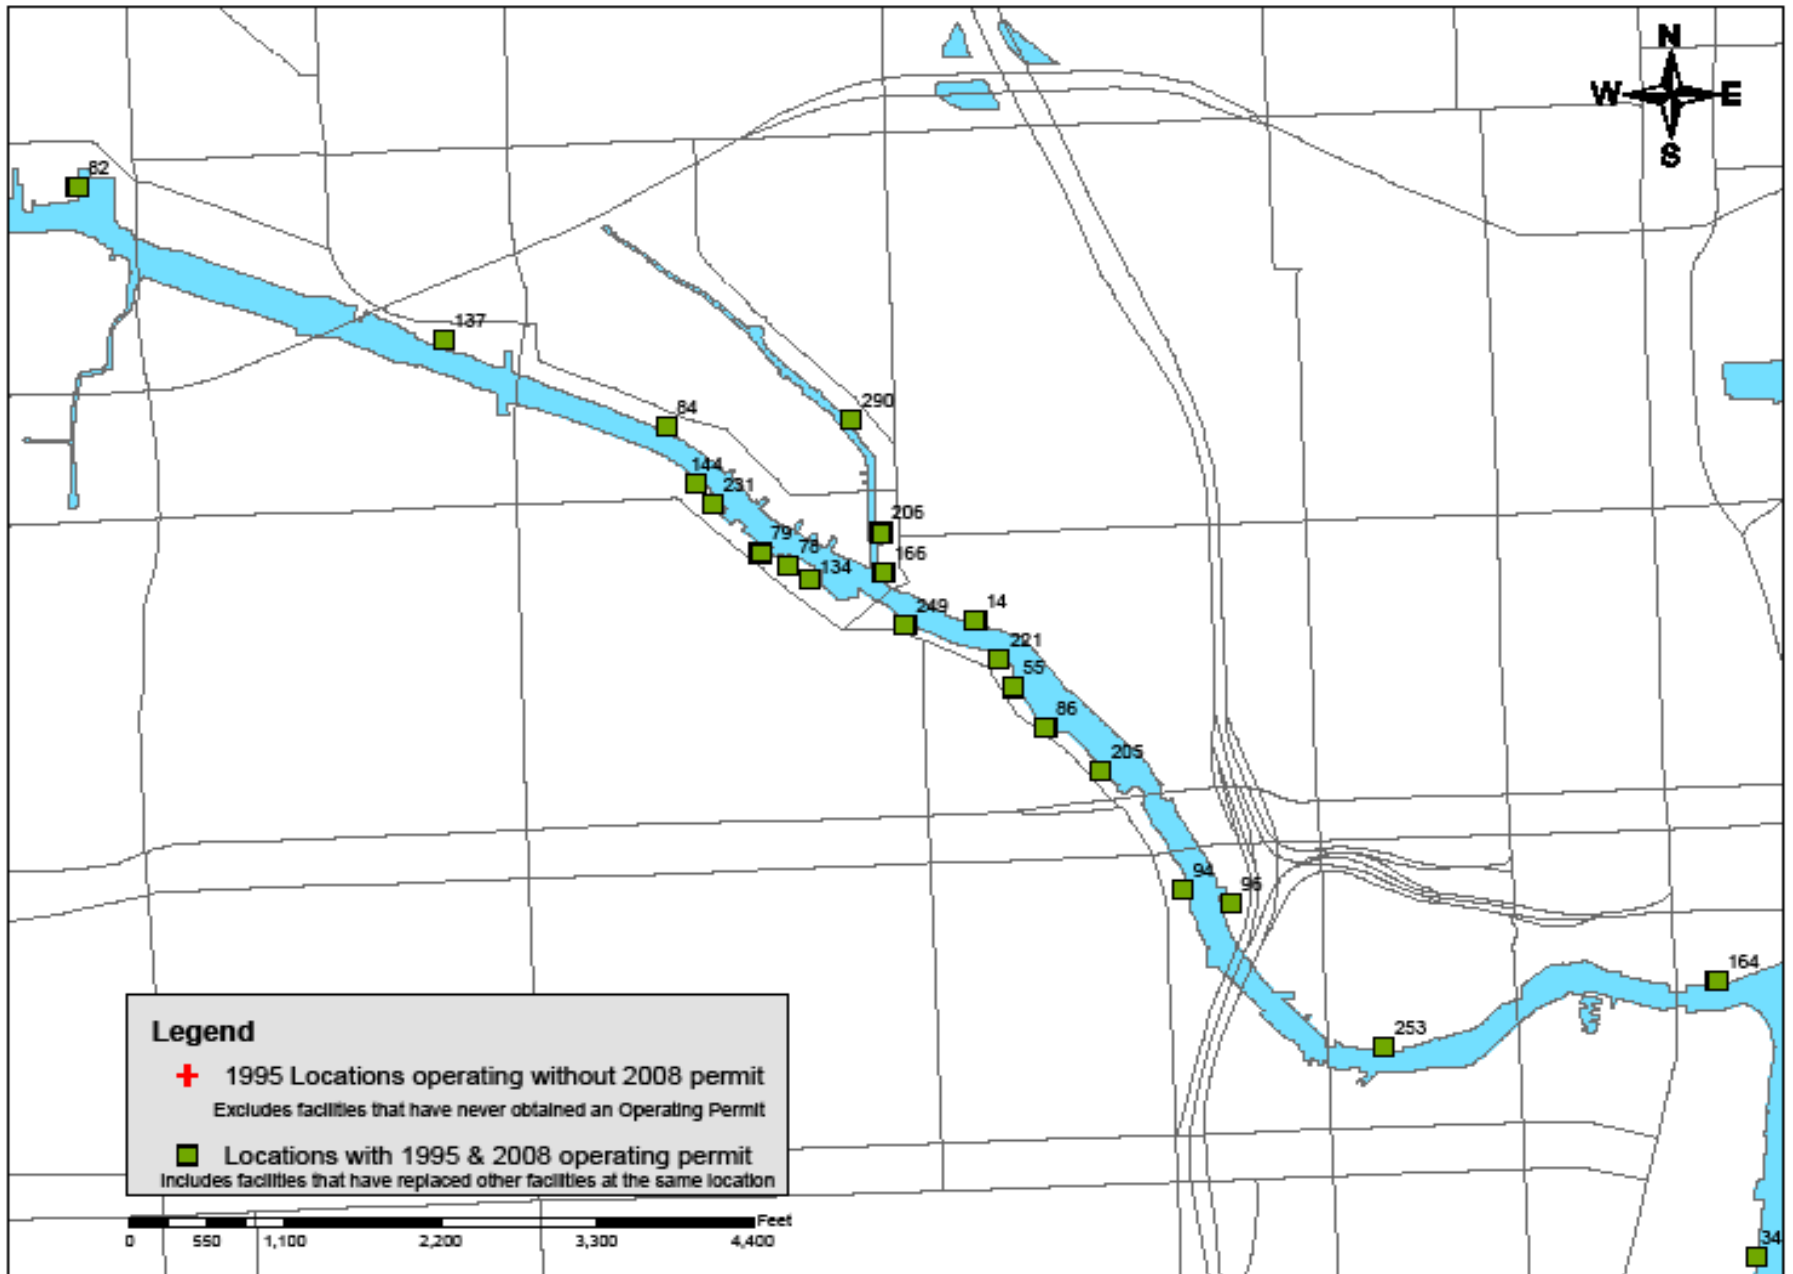 N
W E
S
82
137
84
290
144
231
206
79
78
166
134
249
14
221
55
86
205
94
96
164
253
34
Legend
1995 Locations operating without 2008 permit
Excludes facilities that have never obtained an Operating Permit
Locations with 1995 & 2008 operating permit
Includes facilities that have replaced other facilities at the same location
Feet
0 550 1,100 2,200 3,300 4,400